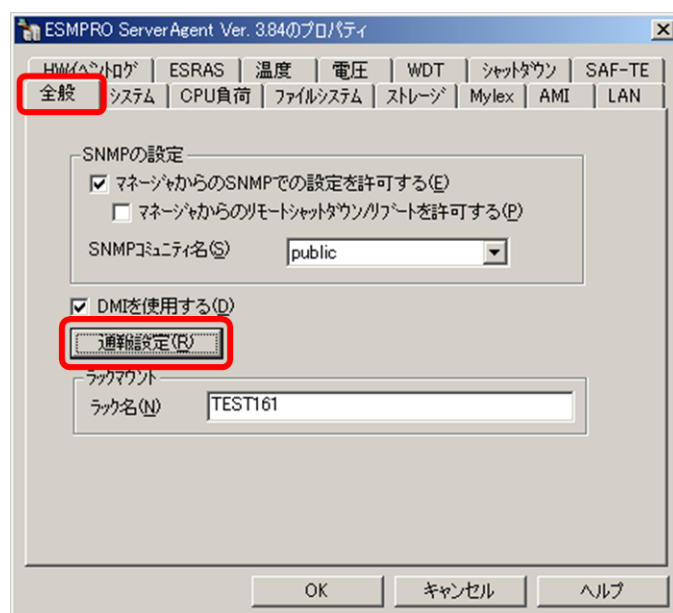 ESMPRO ServerAgent Ver. 3.84のプロパティ
HWイベントログ ESRAS 温度 電圧 WDT シャットダウン SAF-TE
全般 システム CPU負荷 ファイルシステム ストレージ Mylex AMI LAN
SNMPの設定
マネージャからのSNMPでの設定を許可する(E)
マネージャからのリモートシャットダウン/リブートを許可する(P)
SNMPコミュニティ名(S) public
DMIを使用する(D)
通報設定(R)
ラックマウント
ラック名(N) TEST161
OK キャンセル ヘルプ